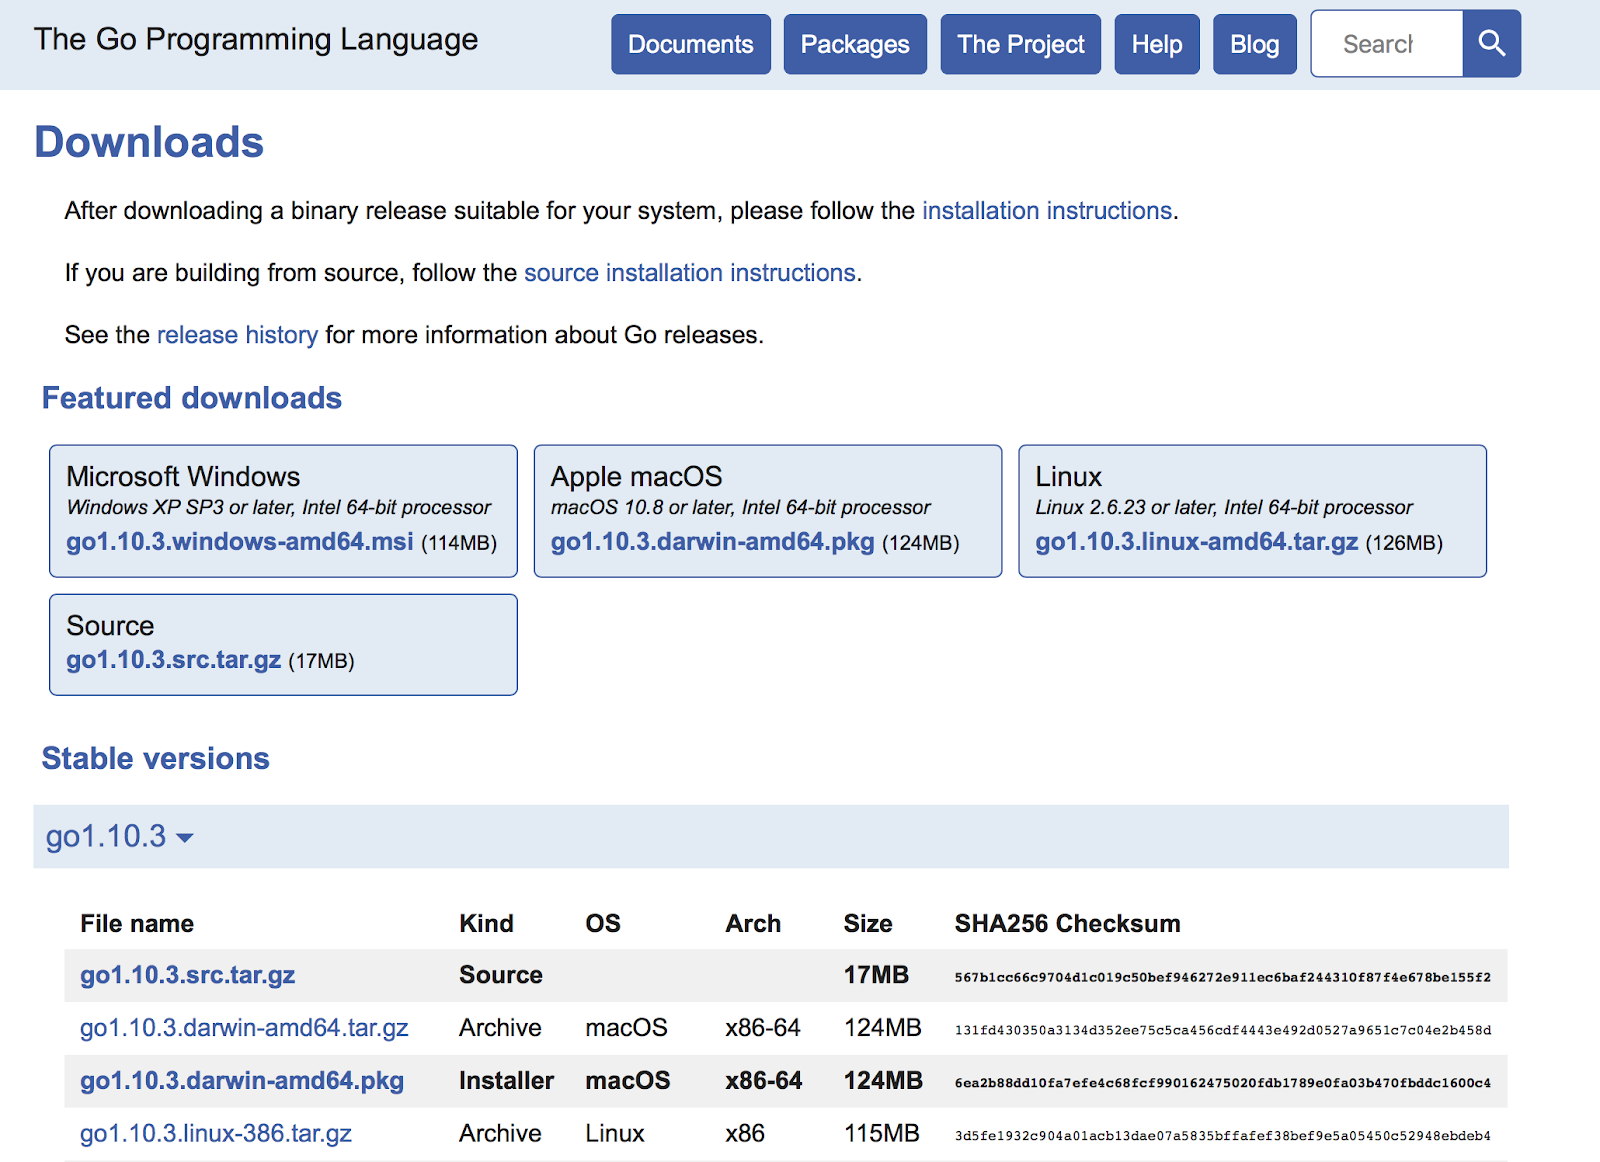 The Go Programming Language
Documents Packages The Project Help Blog Search
Downloads
After downloading a binary release suitable for your system, please follow the installation instructions.
If you are building from source, follow the source installation instructions.
See the release history for more information about Go releases.
Featured downloads
Microsoft Windows
Windows XP SP3 or later, Intel 64-bit processor
go1.10.3.windows-amd64.msi (114MB)
Apple macOS
macOS 10.8 or later, Intel 64-bit processor
go1.10.3.darwin-amd64.pkg (124MB)
Linux
Linux 2.6.23 or later, Intel 64-bit processor
go1.10.3.linux-amd64.tar.gz (126MB)
Source
go1.10.3.src.tar.gz (17MB)
Stable versions
go1.10.3
File name Kind OS Arch Size SHA256 Checksum
go1.10.3.src.tar.gz Source 17MB 567b1cc66c9704d1c019c50bef946272e911ec6baf244310f87f4e678be155f2
go1.10.3.darwin-amd64.tar.gz Archive macOS x86-64 124MB 131fd430350a3134d352ee75c5ca456cdf4443e492d0527a9651c7c04e2b458d
go1.10.3.darwin-amd64.pkg Installer macOS x86-64 124MB 6ea2b88dd10fa7efe4c68fcf990162475020fdb1789e0fa03b470fbddc1600c4
go1.10.3.linux-386.tar.gz Archive Linux x86 115MB 3d5fe1932c904a01acb13dae07a5835bffafef38bef9e5a05450c52948ebdeb4